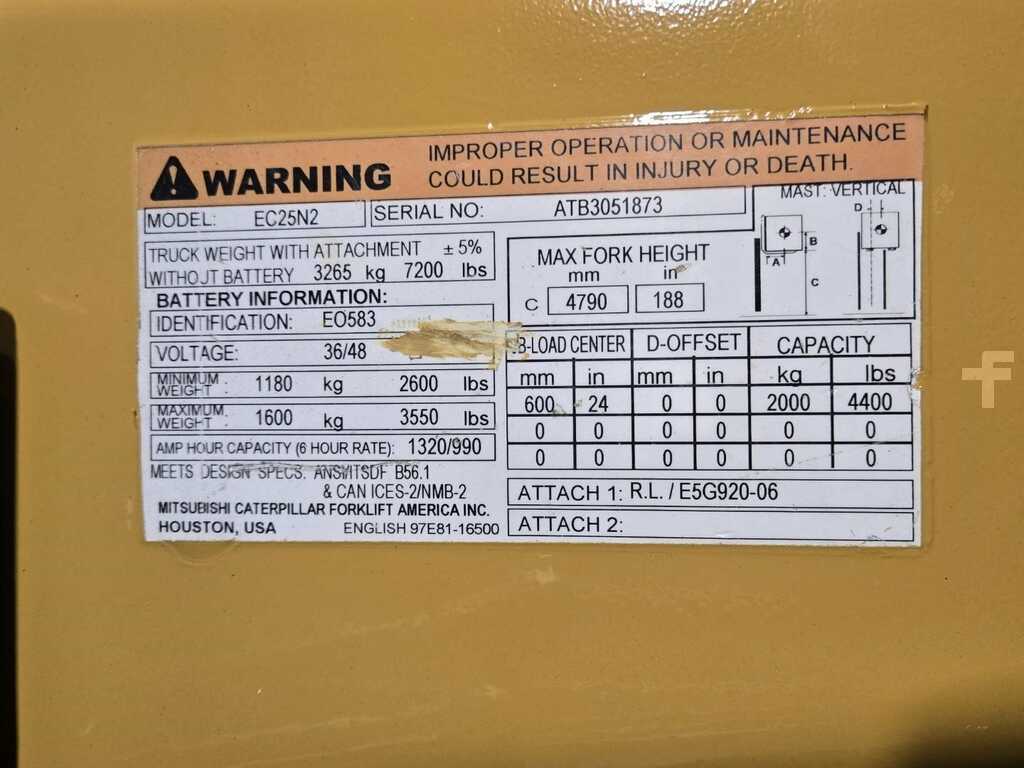 WARNING
IMPROPER OPERATION OR MAINTENANCE
COULD RESULT IN INJURY OR DEATH.
MODEL: EC25N2
SERIAL NO: ATB3051873
MAST: VERTICAL
TRUCK WEIGHT WITH ATTACHMENT ± 5%
WITHOUT BATTERY 3265 kg 7200 lbs
BATTERY INFORMATION:
IDENTIFICATION: EO583
VOLTAGE: 36/48
MINIMUM WEIGHT : 1180 kg 2600 lbs
MAXIMUM WEIGHT : 1600 kg 3550 lbs
AMP HOUR CAPACITY (6 HOUR RATE): 1320/990
MEETS DESIGN SPECS: ANSI/ITSDF B56.1
& CAN ICES-2/NMB-2
MITSUBISHI CATERPILLAR FORKLIFT AMERICA INC.
HOUSTON, USA ENGLISH 97E81-16500
MAX FORK HEIGHT
mm in
C 4790 188
D
B
A
C
B-LOAD CENTER D-OFFSET CAPACITY
mm in mm in kg lbs
600 24 0 0 2000 4400
0 0 0 0 0 0
0 0 0 0 0 0
ATTACH 1: R.L. / E5G920-06
ATTACH 2:
f